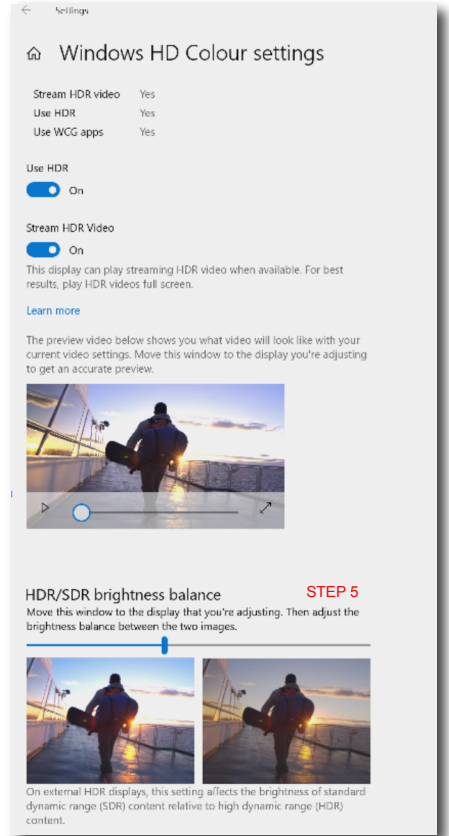 Settings
Windows HD Colour settings
Stream HDR video Yes
Use HDR Yes
Use WCG apps Yes
Use HDR
On
Stream HDR Video
On
This display can play streaming HDR video when available. For best
results, play HDR videos full screen.
Learn more
The preview video below shows you what video will look like with your
current video settings. Move this window to the display you're adjusting
to get an accurate preview.
HDR/SDR brightness balance STEP 5
Move this window to the display that you're adjusting. Then adjust the
brightness balance between the two images.
On external HDR displays, this setting affects the brightness of standard
dynamic range (SDR) content relative to high dynamic range (HDR)
content.